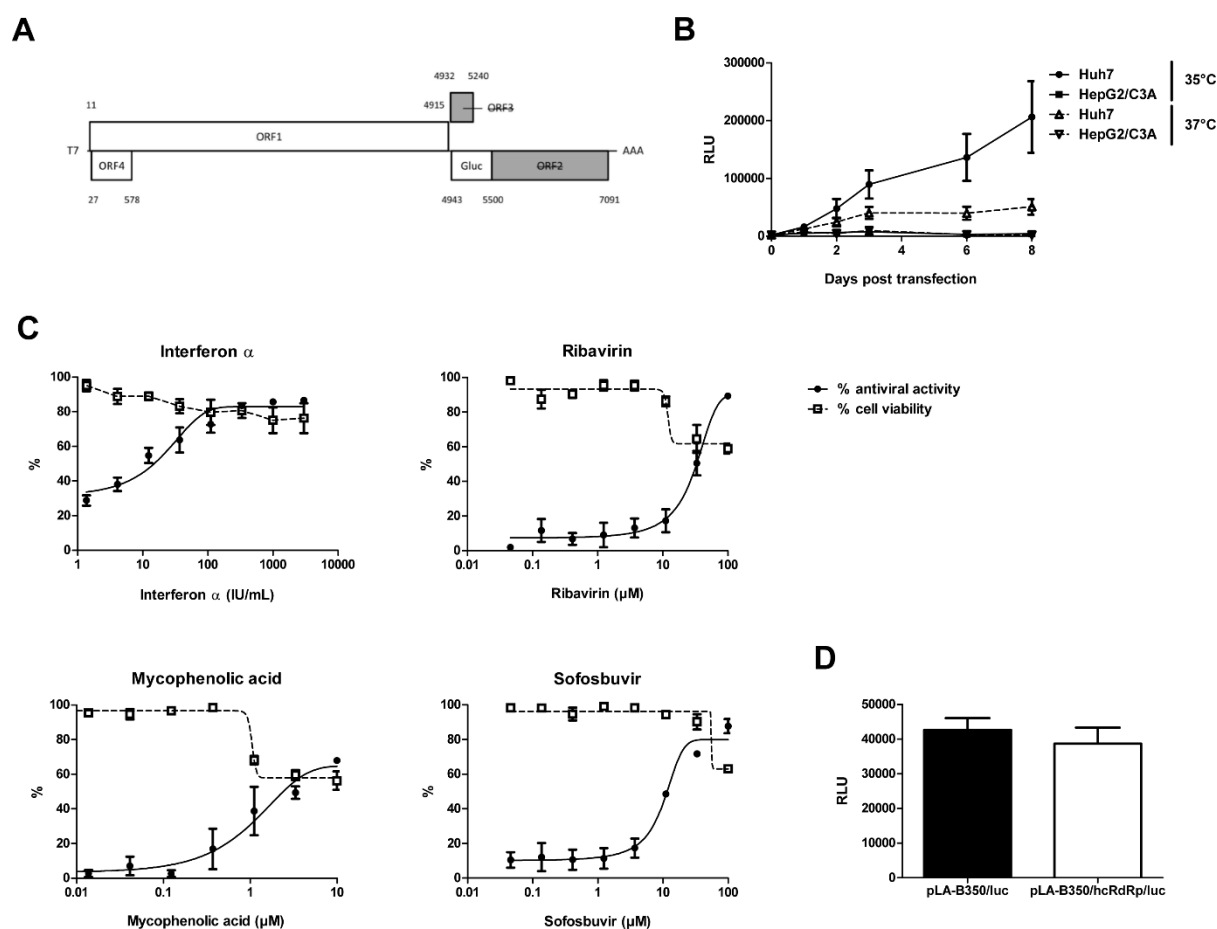 A
4932 5240
11 4915 ORF3
ORF1
T7 AAA
ORF4 Gluc ORF2
27 578 4943 5500 7091
B
300000
200000
100000
0
RLU
0 2 4 6 8
Days post transfection
Huh7
HepG2/C3A
35°C
Huh7
HepG2/C3A
37°C
C
Interferon α
100
80
60
40
20
0
%
1 10 100 1000 10000
Interferon α (IU/mL)
Ribavirin
100
80
60
40
20
0
%
0.01 0.1 1 10 100
Ribavirin (µM)
% antiviral activity
% cell viability
Mycophenolic acid
100
80
60
40
20
0
%
0.01 0.1 1 10
Mycophenolic acid (µM)
Sofosbuvir
100
80
60
40
20
0
%
0.01 0.1 1 10 100
Sofosbuvir (µM)
D
50000
40000
30000
20000
10000
0
RLU
pLA-B350/luc pLA-B350/hcRdRp/luc